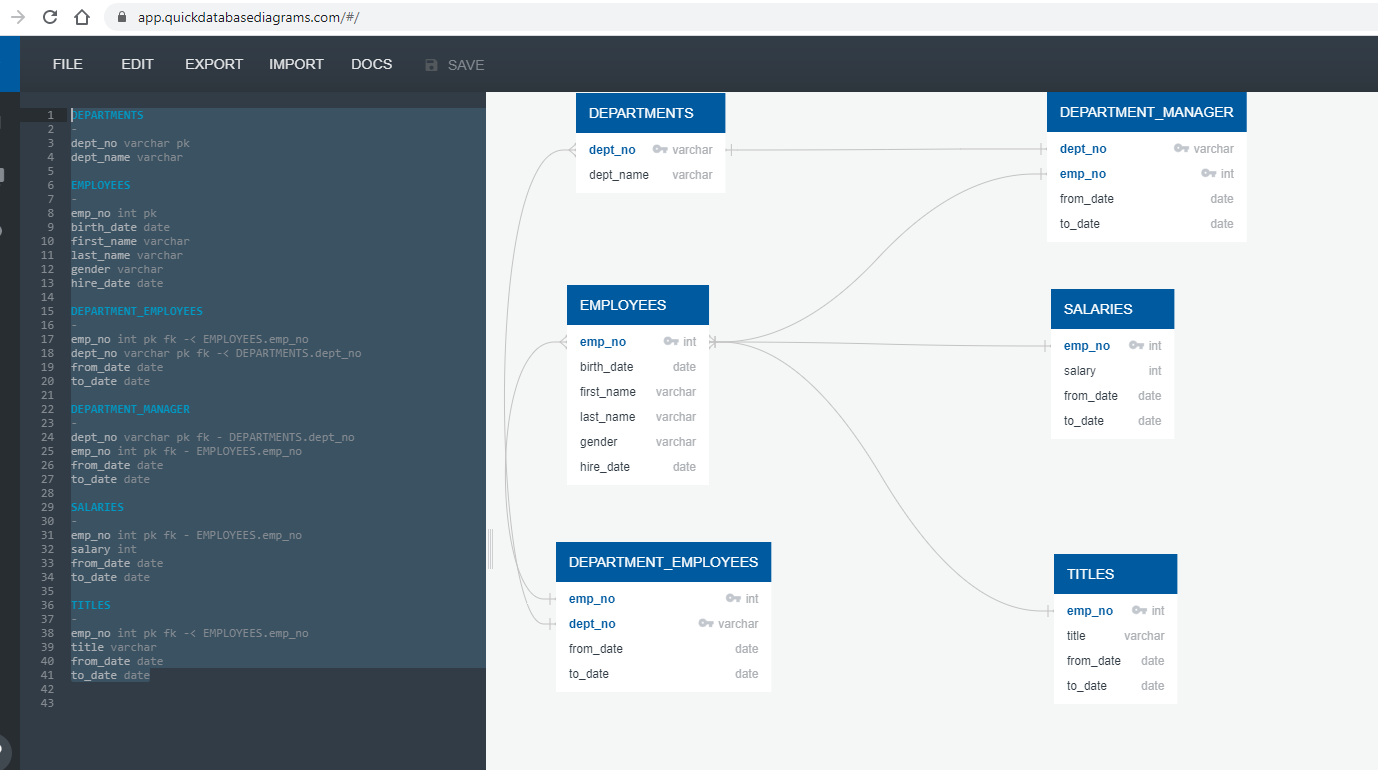 app.quickdatabasediagrams.com/#/
FILE EDIT EXPORT IMPORT DOCS SAVE
1 DEPARTMENTS
2 -
3 dept_no varchar pk
4 dept_name varchar
5
6 EMPLOYEES
7 -
8 emp_no int pk
9 birth_date date
10 first_name varchar
11 last_name varchar
12 gender varchar
13 hire_date date
14
15 DEPARTMENT_EMPLOYEES
16 -
17 emp_no int pk fk -< EMPLOYEES.emp_no
18 dept_no varchar pk fk -< DEPARTMENTS.dept_no
19 from_date date
20 to_date date
21
22 DEPARTMENT_MANAGER
23 -
24 dept_no varchar pk fk - DEPARTMENTS.dept_no
25 emp_no int pk fk - EMPLOYEES.emp_no
26 from_date date
27 to_date date
28
29 SALARIES
30 -
31 emp_no int pk fk - EMPLOYEES.emp_no
32 salary int
33 from_date date
34 to_date date
35
36 TITLES
37 -
38 emp_no int pk fk -< EMPLOYEES.emp_no
39 title varchar
40 from_date date
41 to_date date
42
43
DEPARTMENTS
dept_no varchar
dept_name varchar
DEPARTMENT_MANAGER
dept_no varchar
emp_no int
from_date date
to_date date
EMPLOYEES
emp_no int
birth_date date
first_name varchar
last_name varchar
gender varchar
hire_date date
SALARIES
emp_no int
salary int
from_date date
to_date date
DEPARTMENT_EMPLOYEES
emp_no int
dept_no varchar
from_date date
to_date date
TITLES
emp_no int
title varchar
from_date date
to_date date